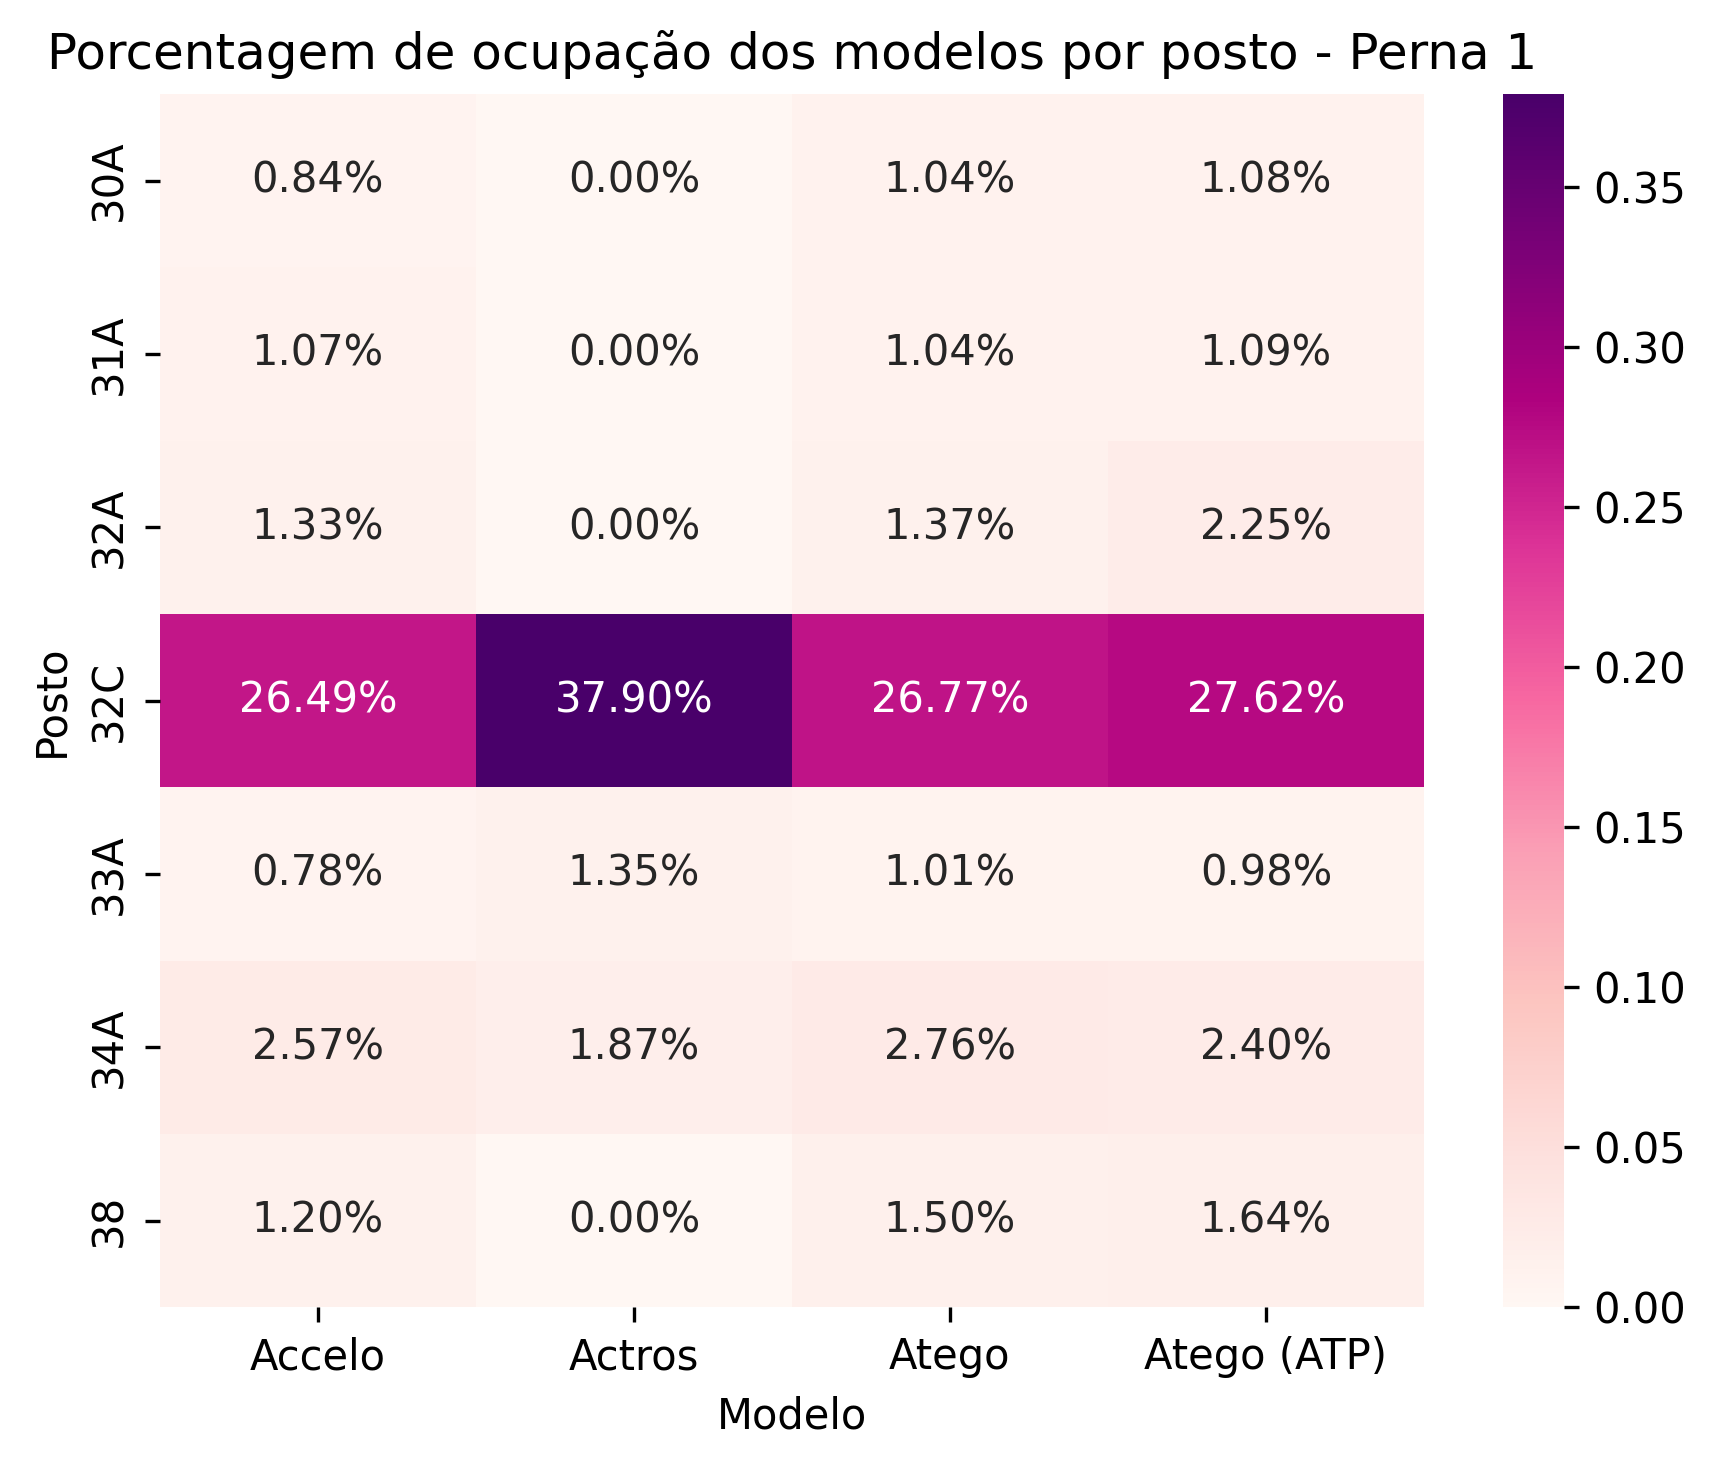 Porcentagem de ocupação dos modelos por posto - Perna 1
30A 0.84% 0.00% 1.04% 1.08%
31A 1.07% 0.00% 1.04% 1.09%
32A 1.33% 0.00% 1.37% 2.25%
32C 26.49% 37.90% 26.77% 27.62%
33A 0.78% 1.35% 1.01% 0.98%
34A 2.57% 1.87% 2.76% 2.40%
38 1.20% 0.00% 1.50% 1.64%
Posto
Accelo Actros Atego Atego (ATP)
Modelo
0.35
0.30
0.25
0.20
0.15
0.10
0.05
0.00